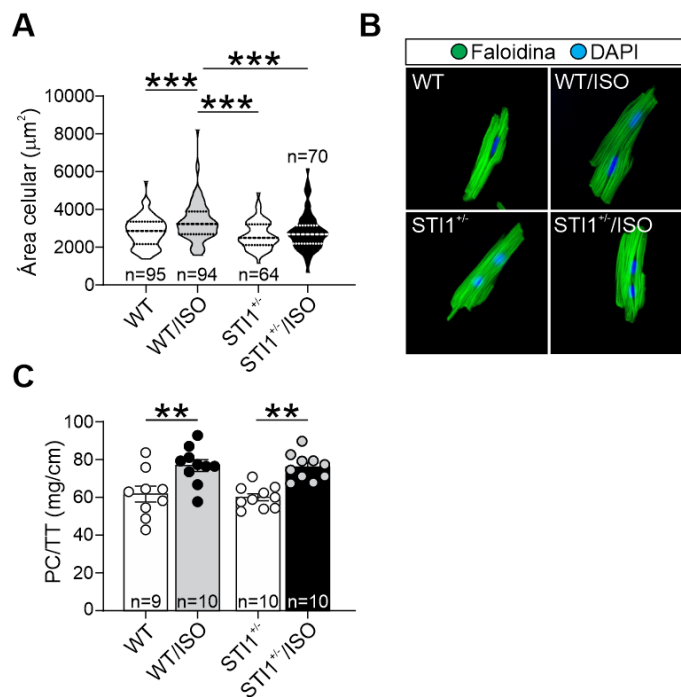 A
***
***
***
Área celular (µm²)
10000
8000
6000
4000
2000
0
n=95
n=94
n=64
n=70
WT
WT/ISO
STI1+/-
STI1+/-/ISO
B
Faloidina DAPI
WT
WT/ISO
STI1+/-
STI1+/-/ISO
C
**
**
PC/TT (mg/cm)
100
80
60
40
20
0
n=9
n=10
n=10
n=10
WT
WT/ISO
STI1+/-
STI1+/-/ISO